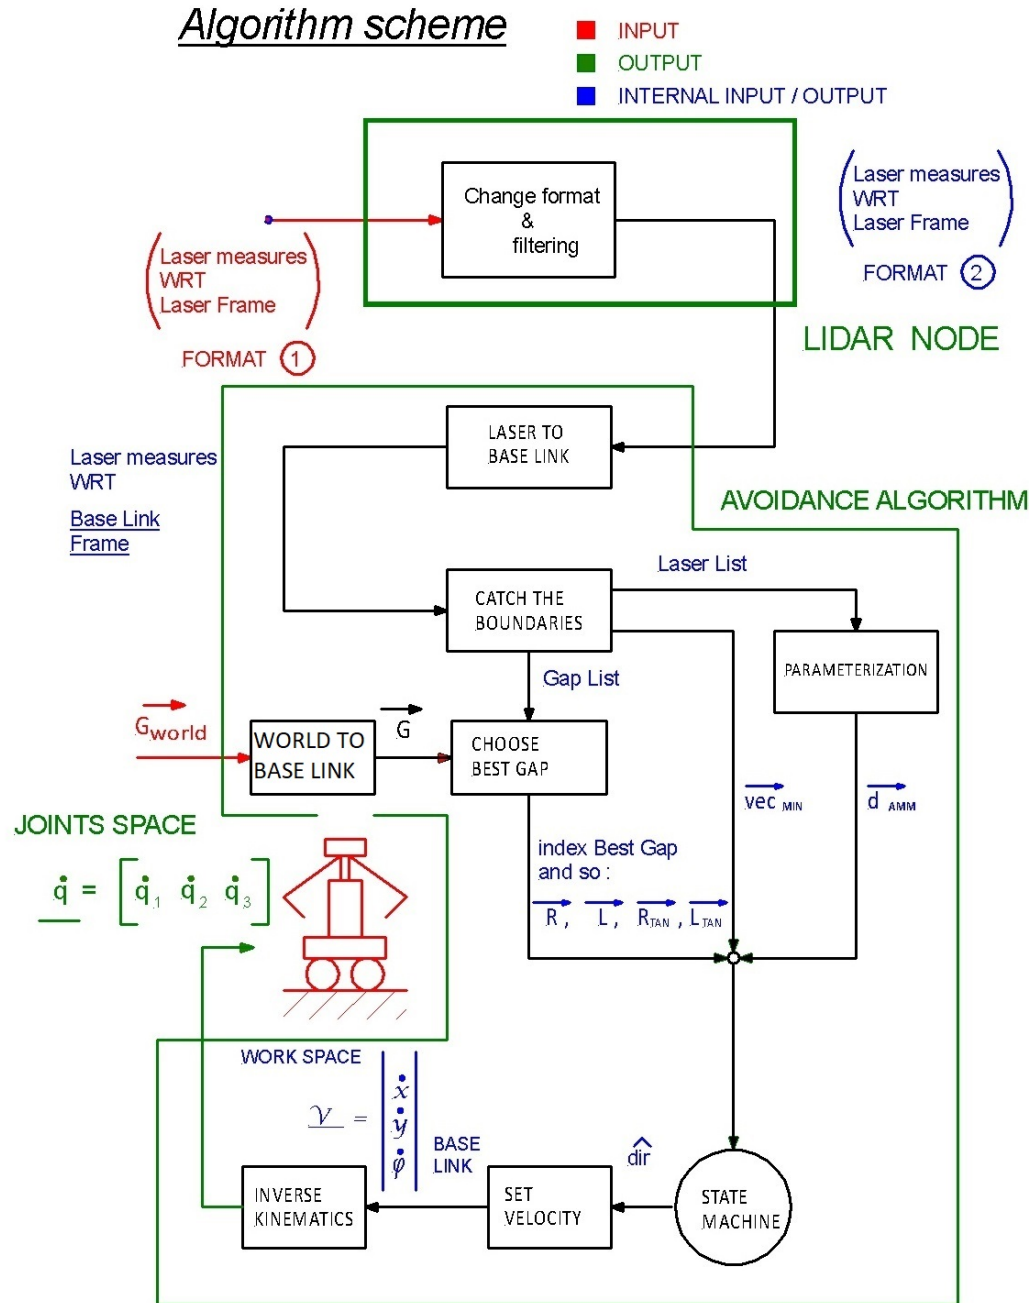 Algorithm scheme
INPUT
OUTPUT
INTERNAL INPUT / OUTPUT
Change format
&
filtering
Laser measures
WRT
Laser Frame
FORMAT 2
Laser measures
WRT
Laser Frame
FORMAT 1
LIDAR NODE
LASER TO
BASE LINK
Laser measures
WRT
Base Link
Frame
AVOIDANCE ALGORITHM
Laser List
CATCH THE
BOUNDARIES
PARAMETERIZATION
Gap List
Gworld
WORLD TO
BASE LINK
G
CHOOSE
BEST GAP
vec MIN
d AMM
JOINTS SPACE
q̇ = [q̇1 q̇2 q̇3]
index Best Gap
and so :
R, L, RTAN, LTAN
WORK SPACE
V =
ẋ
ẏ
φ̇
BASE
LINK
dir̂
INVERSE
KINEMATICS
SET
VELOCITY
STATE
MACHINE